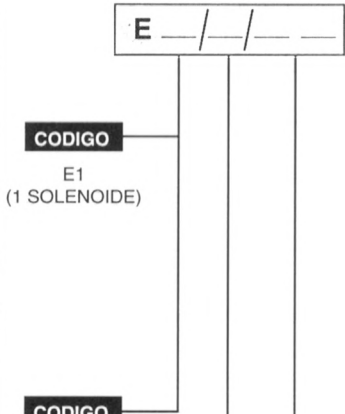 E __/__/__ __
CODIGO
E1
(1 SOLENOIDE)
CODIGO